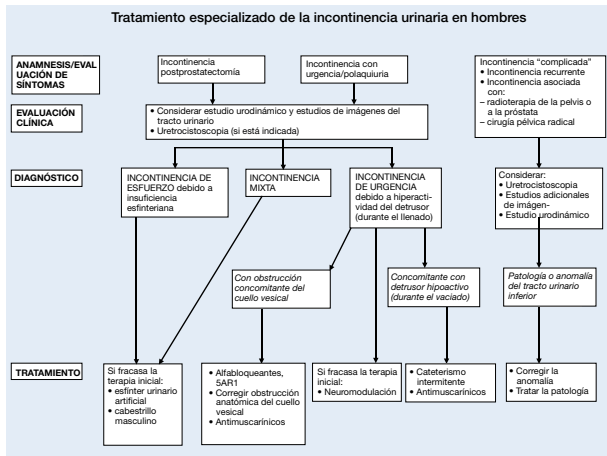 Tratamiento especializado de la incontinencia urinaria en hombres
ANAMNESIS/EVAL
UACIÓN DE
SÍNTOMAS
Incontinencia
postprostatectomía
Incontinencia con
urgencia/polaquiuria
Incontinencia “complicada”
• Incontinencia recurrente
• Incontinencia asociada
con:
– radioterapia de la pelvis o
a la próstata
– cirugía pélvica radical
EVALUACIÓN
CLÍNICA
• Considerar estudio urodinámico y estudios de imágenes del
tracto urinario
• Uretrocistoscopia (si está indicada)
DIAGNÓSTICO
INCONTINENCIA DE
ESFUERZO debido a
insuficiencia
esfinteriana
INCONTINENCIA
MIXTA
INCONTINENCIA
DE URGENCIA
debido a hiperactiv
idad del detrusor
(durante el llenado)
Considerar:
• Uretrocistoscopia
• Estudios adicionales
de imágen-
• Estudio urodinámico
Con obstrucción
concomitante del
cuello vesical
Concomitante con
detrusor hipoactivo
(durante el vaciado)
Patología o anomalía
del tracto urinario
inferior
TRATAMIENTO
Si fracasa la
terapia inicial:
• esfínter urinario
artificial
• cabestrillo
masculino
• Alfabloqueantes,
5AR1
• Corregir obstrucción
anatómica del cuello
vesical
• Antimuscarínicos
Si fracasa la terapia
inicial:
• Neuromodulación
• Cateterismo
intermitente
• Antimuscarínicos
• Corregir la
anomalía
• Tratar la patología